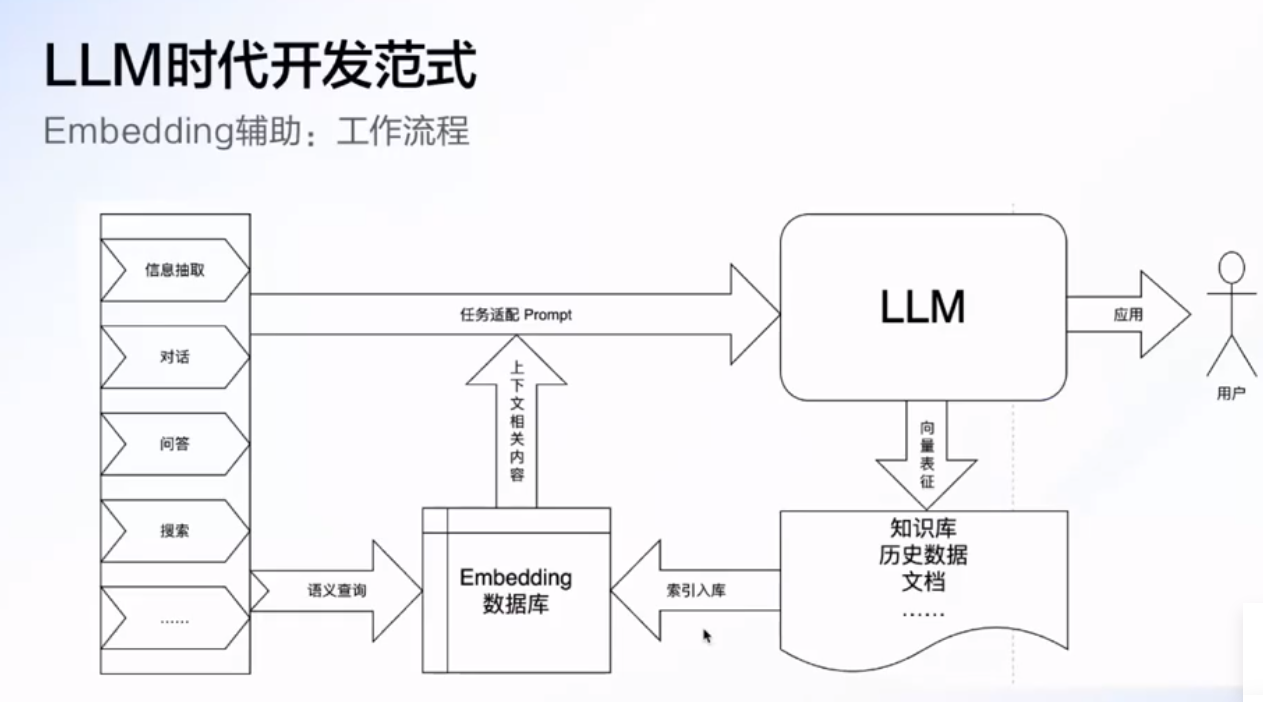 LLM时代开发范式
Embedding辅助：工作流程
信息抽取
对话
问答
搜索
......
任务适配 Prompt
上下文相关内容
语义查询
Embedding
数据库
索引入库
LLM
向量表征
知识库
历史数据
文档
......
应用
用户